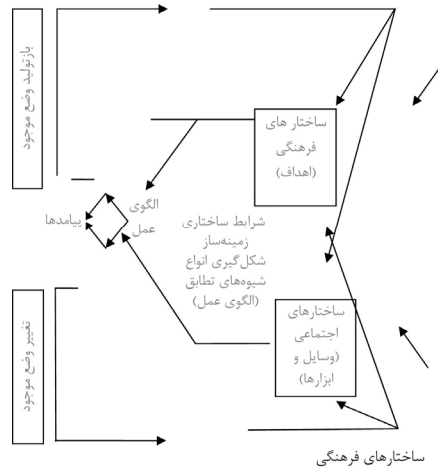 بازتولید وضع موجود
ساختار های
فرهنگی
(اهداف)
شرایط ساختاری
زمینه‌ساز
شکل‌گیری انواع
شیوه‌های تطابق
(الگوی عمل)
الگوی
عمل
پیامدها
ساختارهای
اجتماعی
(وسایل و
ابزارها)
تغییر وضع موجود
ساختارهای فرهنگی